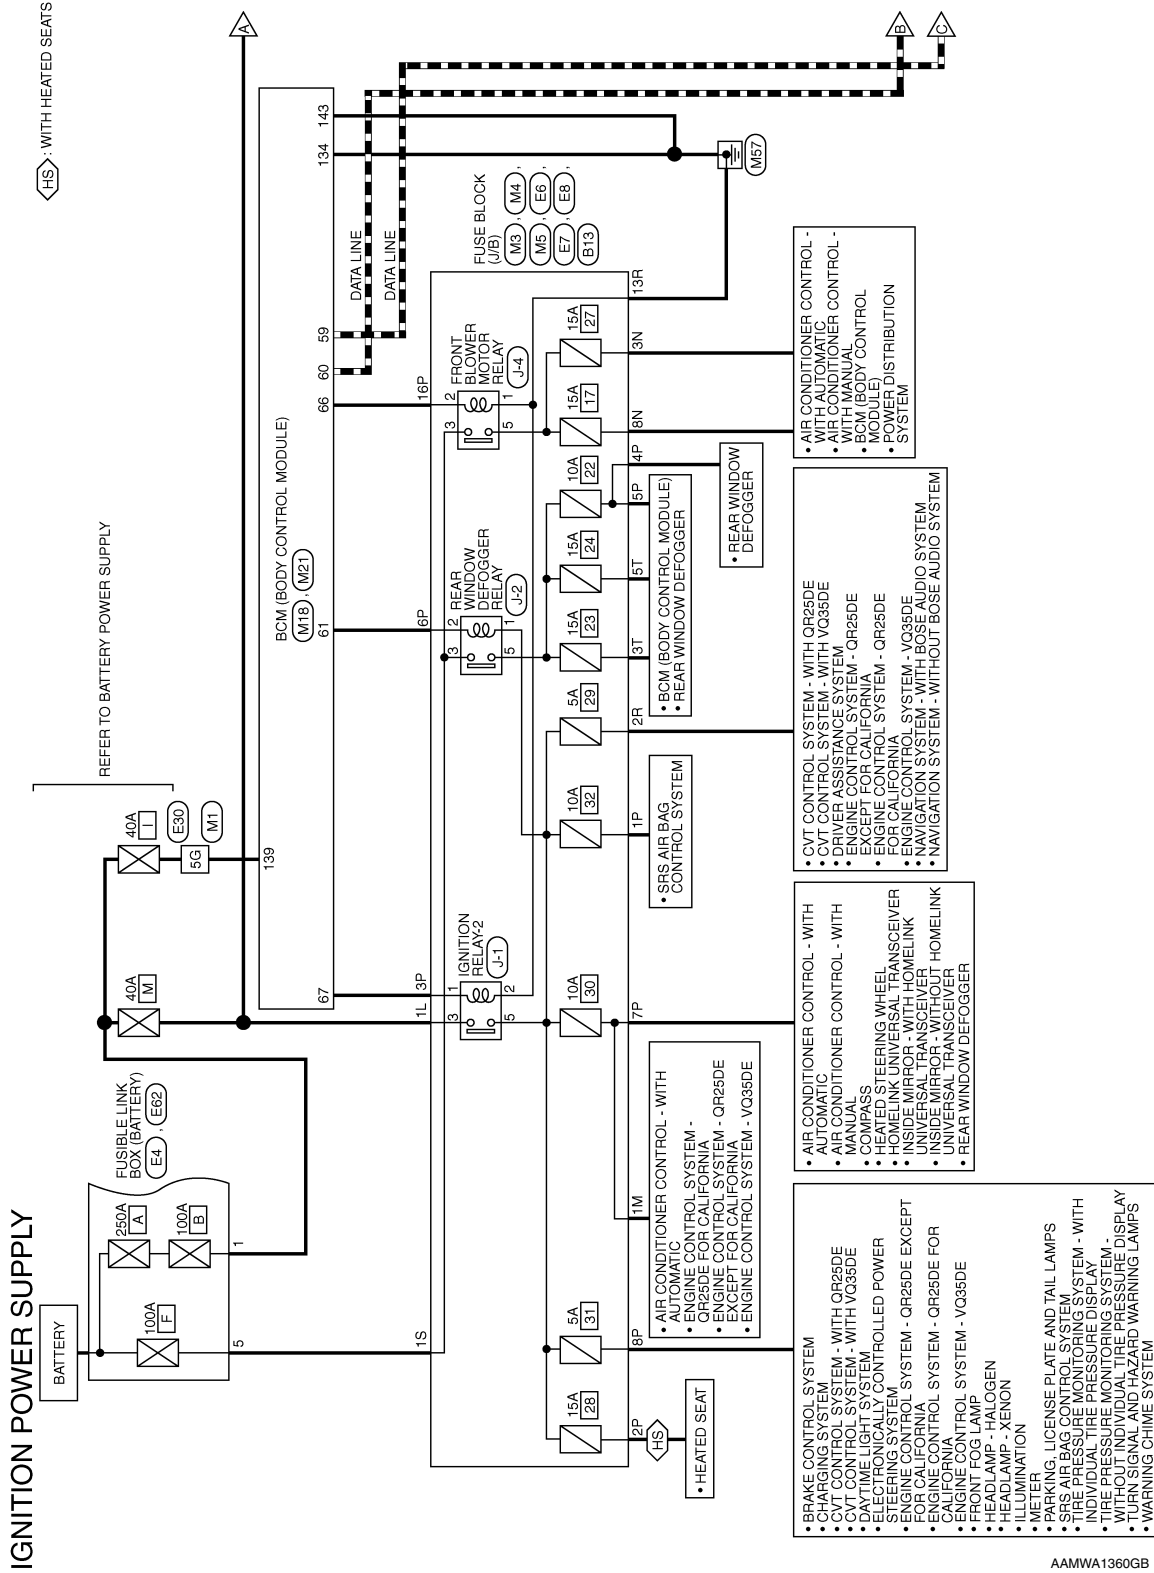 IGNITION POWER SUPPLY
HS : WITH HEATED SEATS
BATTERY
100A
F
250A
A
100A
B
5
1
FUSIBLE LINK
BOX (BATTERY)
E4 , E62
40A
M
40A
I
5G
E30
M1
REFER TO BATTERY POWER SUPPLY
A
67
139
BCM (BODY CONTROL MODULE)
M18 , M21
61
66
60
59
134
143
DATA LINE
DATA LINE
B
C
1S
1L
3P
6P
16P
3
1
5
2
IGNITION
RELAY-2
J-1
3
2
5
1
REAR
WINDOW
DEFOGGER
RELAY
J-2
3
2
5
1
FRONT
BLOWER
MOTOR
RELAY
J-4
FUSE BLOCK
(J/B)
M3 , M4 ,
M5 , E6 ,
E7 , E8 ,
B13
M57
15A
28
5A
31
10A
30
10A
32
5A
29
15A
23
15A
24
10A
22
15A
17
15A
27
2P
8P
1M
7P
1P
2R
3T
5T
5P
4P
8N
3N
13R
HS
• HEATED SEAT
• AIR CONDITIONER CONTROL - WITH
AUTOMATIC
• ENGINE CONTROL SYSTEM -
QR25DE FOR CALIFORNIA
• ENGINE CONTROL SYSTEM - QR25DE
EXCEPT FOR CALIFORNIA
• ENGINE CONTROL SYSTEM - VQ35DE
• SRS AIR BAG
CONTROL SYSTEM
• BCM (BODY CONTROL MODULE)
• REAR WINDOW DEFOGGER
• REAR WINDOW
DEFOGGER
• BRAKE CONTROL SYSTEM
• CHARGING SYSTEM
• CVT CONTROL SYSTEM - WITH QR25DE
• CVT CONTROL SYSTEM - WITH VQ35DE
• DAYTIME LIGHT SYSTEM
• ELECTRONICALLY CONTROLLED POWER
STEERING SYSTEM
• ENGINE CONTROL SYSTEM - QR25DE EXCEPT
FOR CALIFORNIA
• ENGINE CONTROL SYSTEM - QR25DE FOR
CALIFORNIA
• ENGINE CONTROL SYSTEM - VQ35DE
• FRONT FOG LAMP
• HEADLAMP - HALOGEN
• HEADLAMP - XENON
• ILLUMINATION
• METER
• PARKING, LICENSE PLATE AND TAIL LAMPS
• SRS AIR BAG CONTROL SYSTEM
• TIRE PRESSURE MONITORING SYSTEM - WITH
INDIVIDUAL TIRE PRESSURE DISPLAY
• TIRE PRESSURE MONITORING SYSTEM -
WITHOUT INDIVIDUAL TIRE PRESSURE DISPLAY
• TURN SIGNAL AND HAZARD WARNING LAMPS
• WARNING CHIME SYSTEM
• AIR CONDITIONER CONTROL - WITH
AUTOMATIC
• AIR CONDITIONER CONTROL - WITH
MANUAL
• COMPASS
• HEATED STEERING WHEEL
• HOMELINK UNIVERSAL TRANSCEIVER
• INSIDE MIRROR - WITH HOMELINK
UNIVERSAL TRANSCEIVER
• INSIDE MIRROR - WITHOUT HOMELINK
UNIVERSAL TRANSCEIVER
• REAR WINDOW DEFOGGER
• CVT CONTROL SYSTEM - WITH QR25DE
• CVT CONTROL SYSTEM - WITH VQ35DE
• DRIVER ASSISTANCE SYSTEM
• ENGINE CONTROL SYSTEM - QR25DE
EXCEPT FOR CALIFORNIA
• ENGINE CONTROL SYSTEM - QR25DE
FOR CALIFORNIA
• ENGINE CONTROL SYSTEM - VQ35DE
• NAVIGATION SYSTEM - WITH BOSE AUDIO SYSTEM
• NAVIGATION SYSTEM - WITHOUT BOSE AUDIO SYSTEM
• AIR CONDITIONER CONTROL -
WITH AUTOMATIC
• AIR CONDITIONER CONTROL -
WITH MANUAL
• BCM (BODY CONTROL
MODULE)
• POWER DISTRIBUTION
SYSTEM
AAMWA1360GB